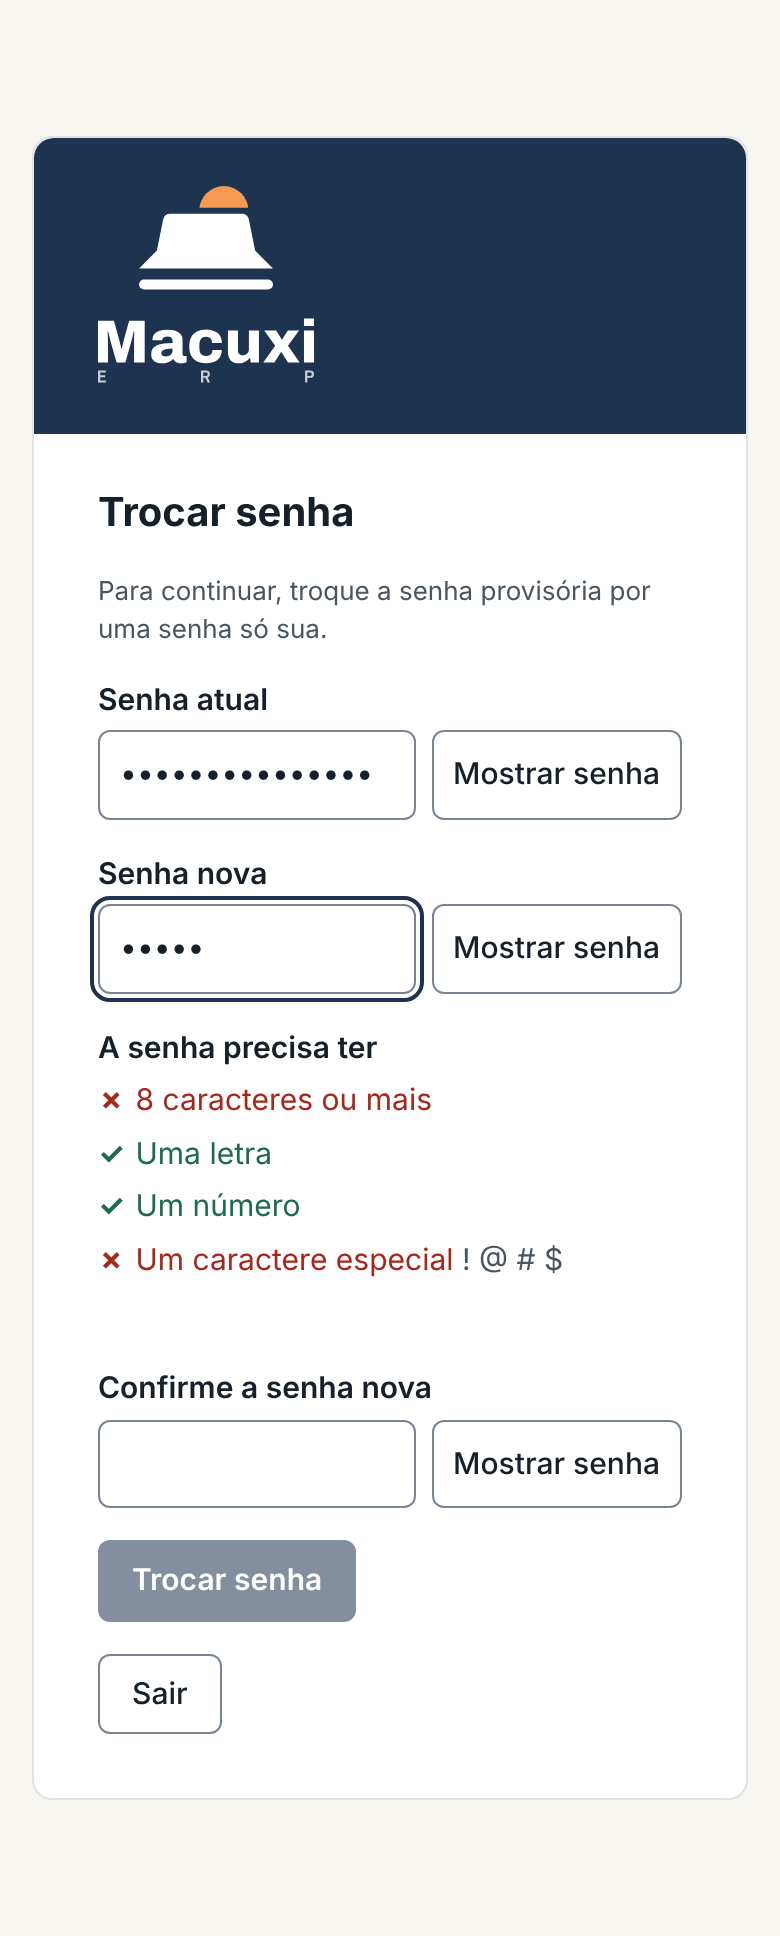 Macuxi
E R P
Trocar senha
Para continuar, troque a senha provisória por
uma senha só sua.
Senha atual
••••••••••••••• Mostrar senha
Senha nova
••••• Mostrar senha
A senha precisa ter
× 8 caracteres ou mais
✓ Uma letra
✓ Um número
× Um caractere especial ! @ # $
Confirme a senha nova
Mostrar senha
Trocar senha
Sair